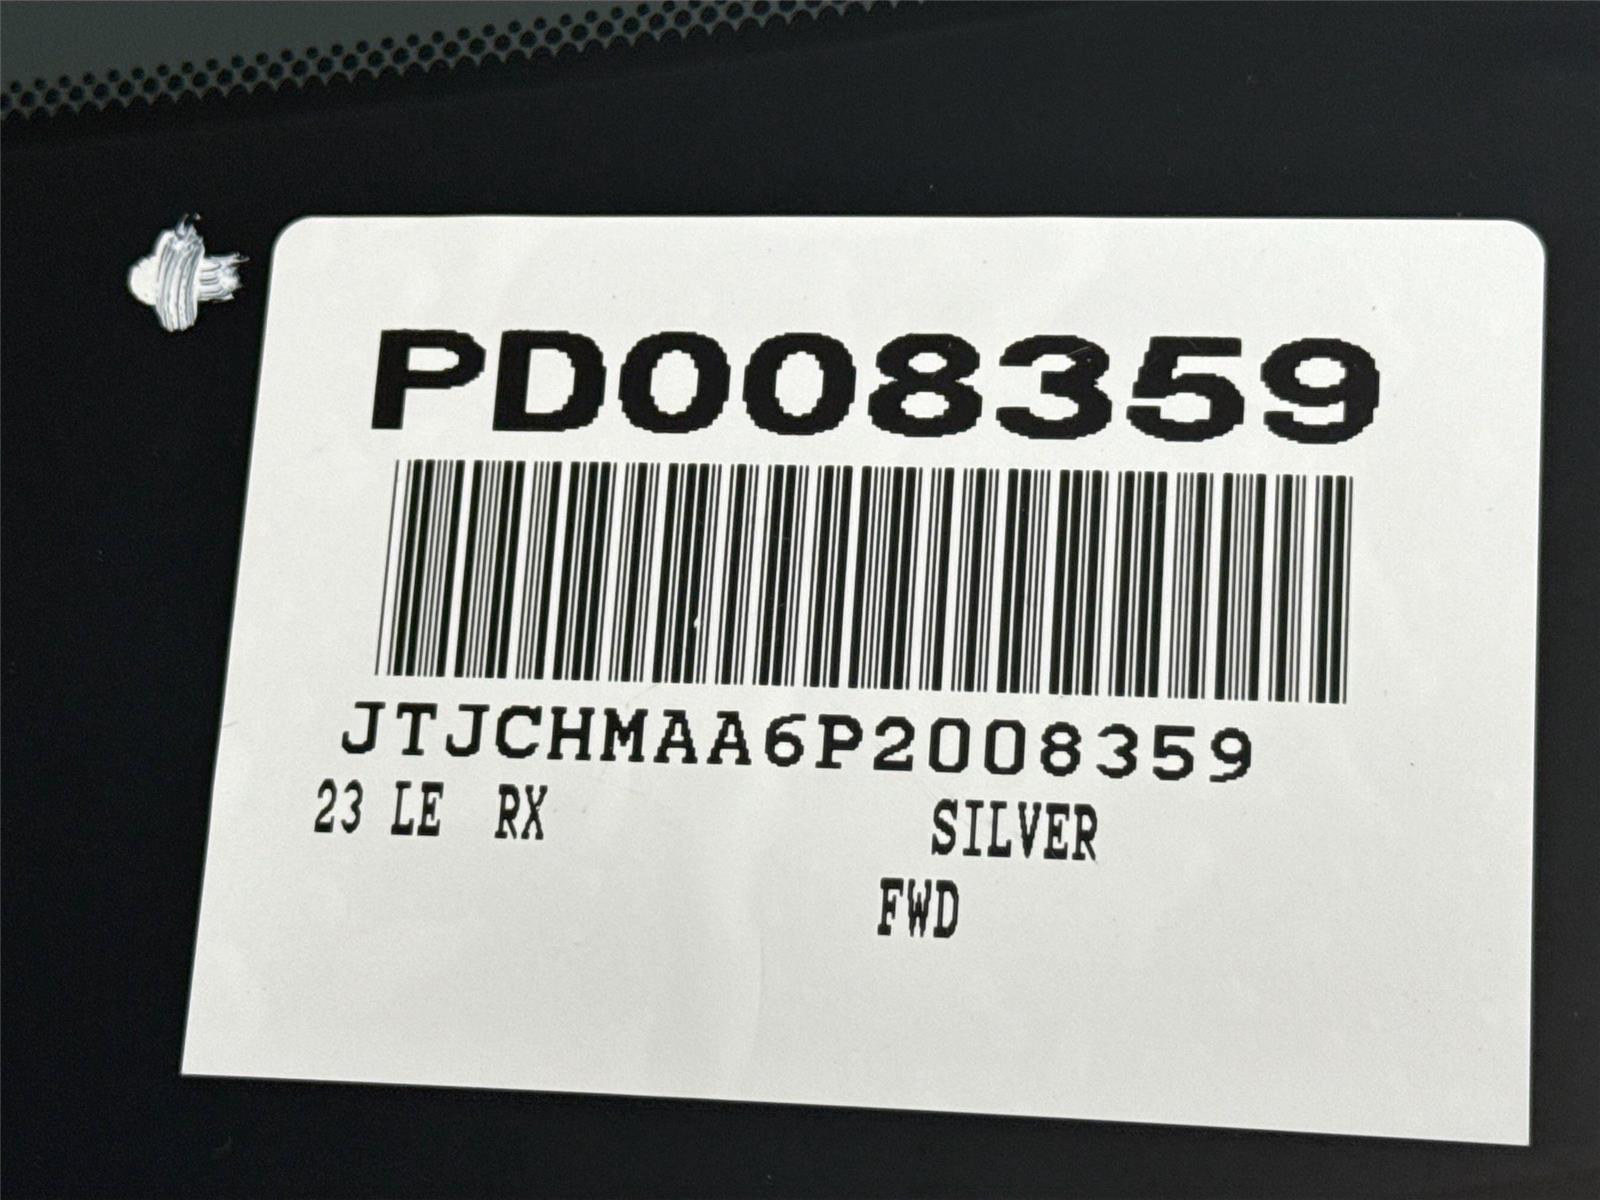 PD008359
JTJCHMAA6P2008359
23 LE RX SILVER
FWD